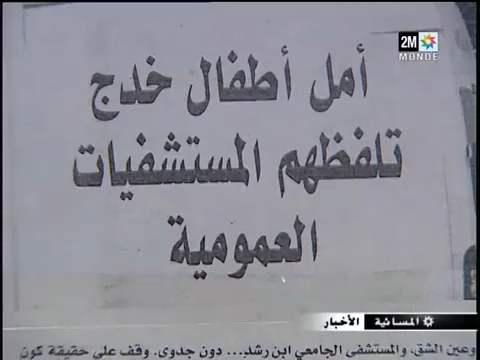 2M
MONDE
أمل أطفال خدج
تلفظهم المستشفيات
العمومية
المسائية الأخبار
وعين الشق، والمستشفى الجامعي ابن رشد... دون جدوى. وقف على حقيقة كون